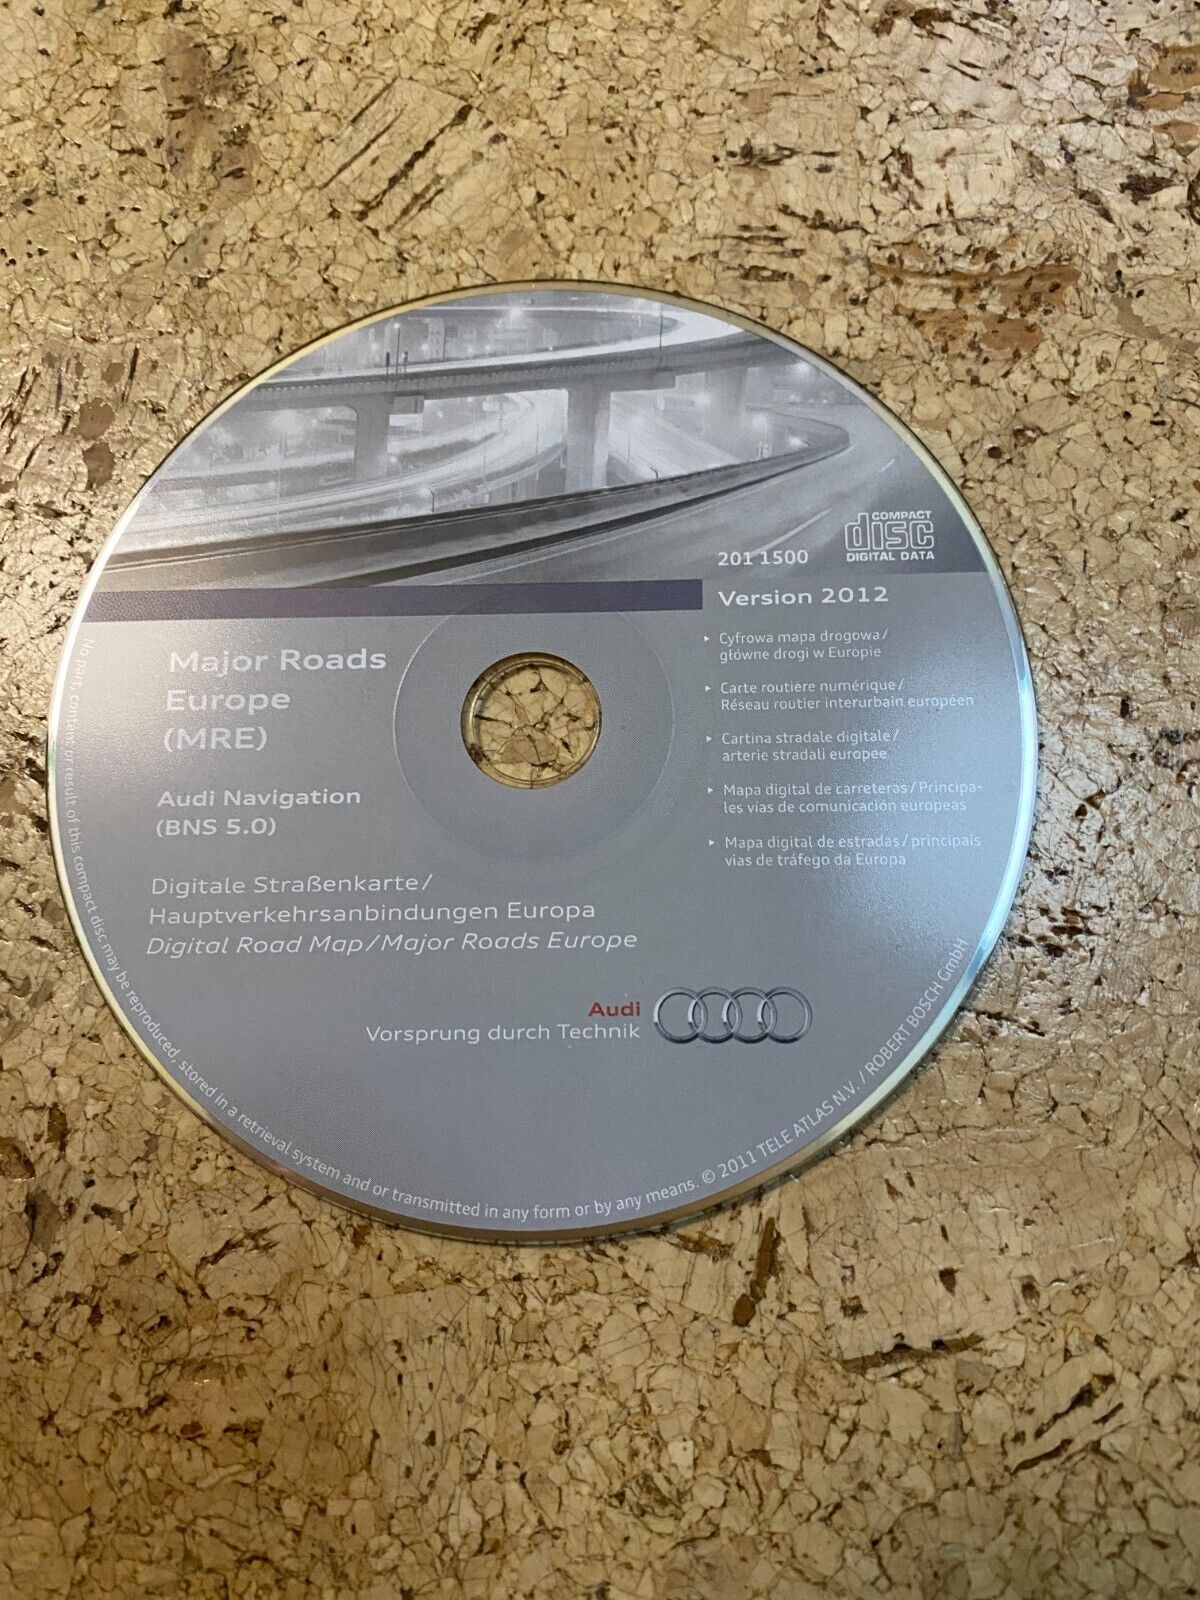 COMPACT
disc
DIGITAL DATA
201 1500
Version 2012
Major Roads
Europe
(MRE)
Audi Navigation
(BNS 5.0)
Digitale Straßenkarte/
Hauptverkehrsanbindungen Europa
Digital Road Map/Major Roads Europe
▸ Cyfrowa mapa drogowa/
główne drogi w Europie
▸ Carte routière numérique/
Réseau routier interurbain européen
▸ Cartina stradale digitale/
arterie stradali europee
▸ Mapa digital de carreteras/Principa-
les vías de comunicación europeas
▸ Mapa digital de estradas/principais
vias de tráfego da Europa
Audi
Vorsprung durch Technik
No part, content or result of this compact disc may be reproduced, stored in a retrieval system and or transmitted in any form or by any means. © 2011 TELE ATLAS N.V. / ROBERT BOSCH GmbH